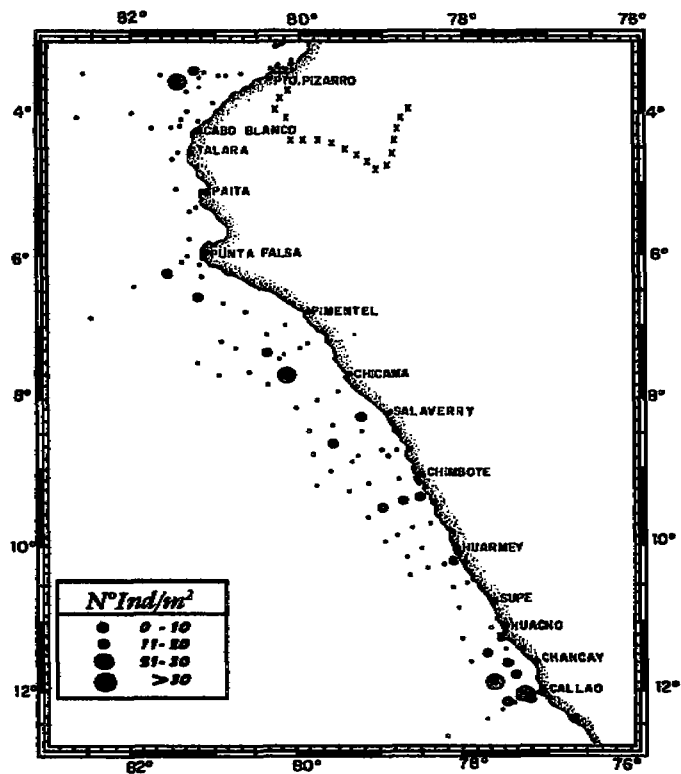 82° 80° 78° 76°
PTO. PIZARRO
4° 4°
CABO BLANCO
TALARA
PAITA
PUNTA FALSA
6° 6°
PIMENTEL
CHICAMA
8° 8°
SALAVERRY
CHIMBOTE
10° HUARMEY 10°
SUPE
HUACHO
CHANCAY
CALLAO
12° 12°
N°Ind/m²
0 - 10
11- 20
21- 30
>30
82° 80° 78° 76°